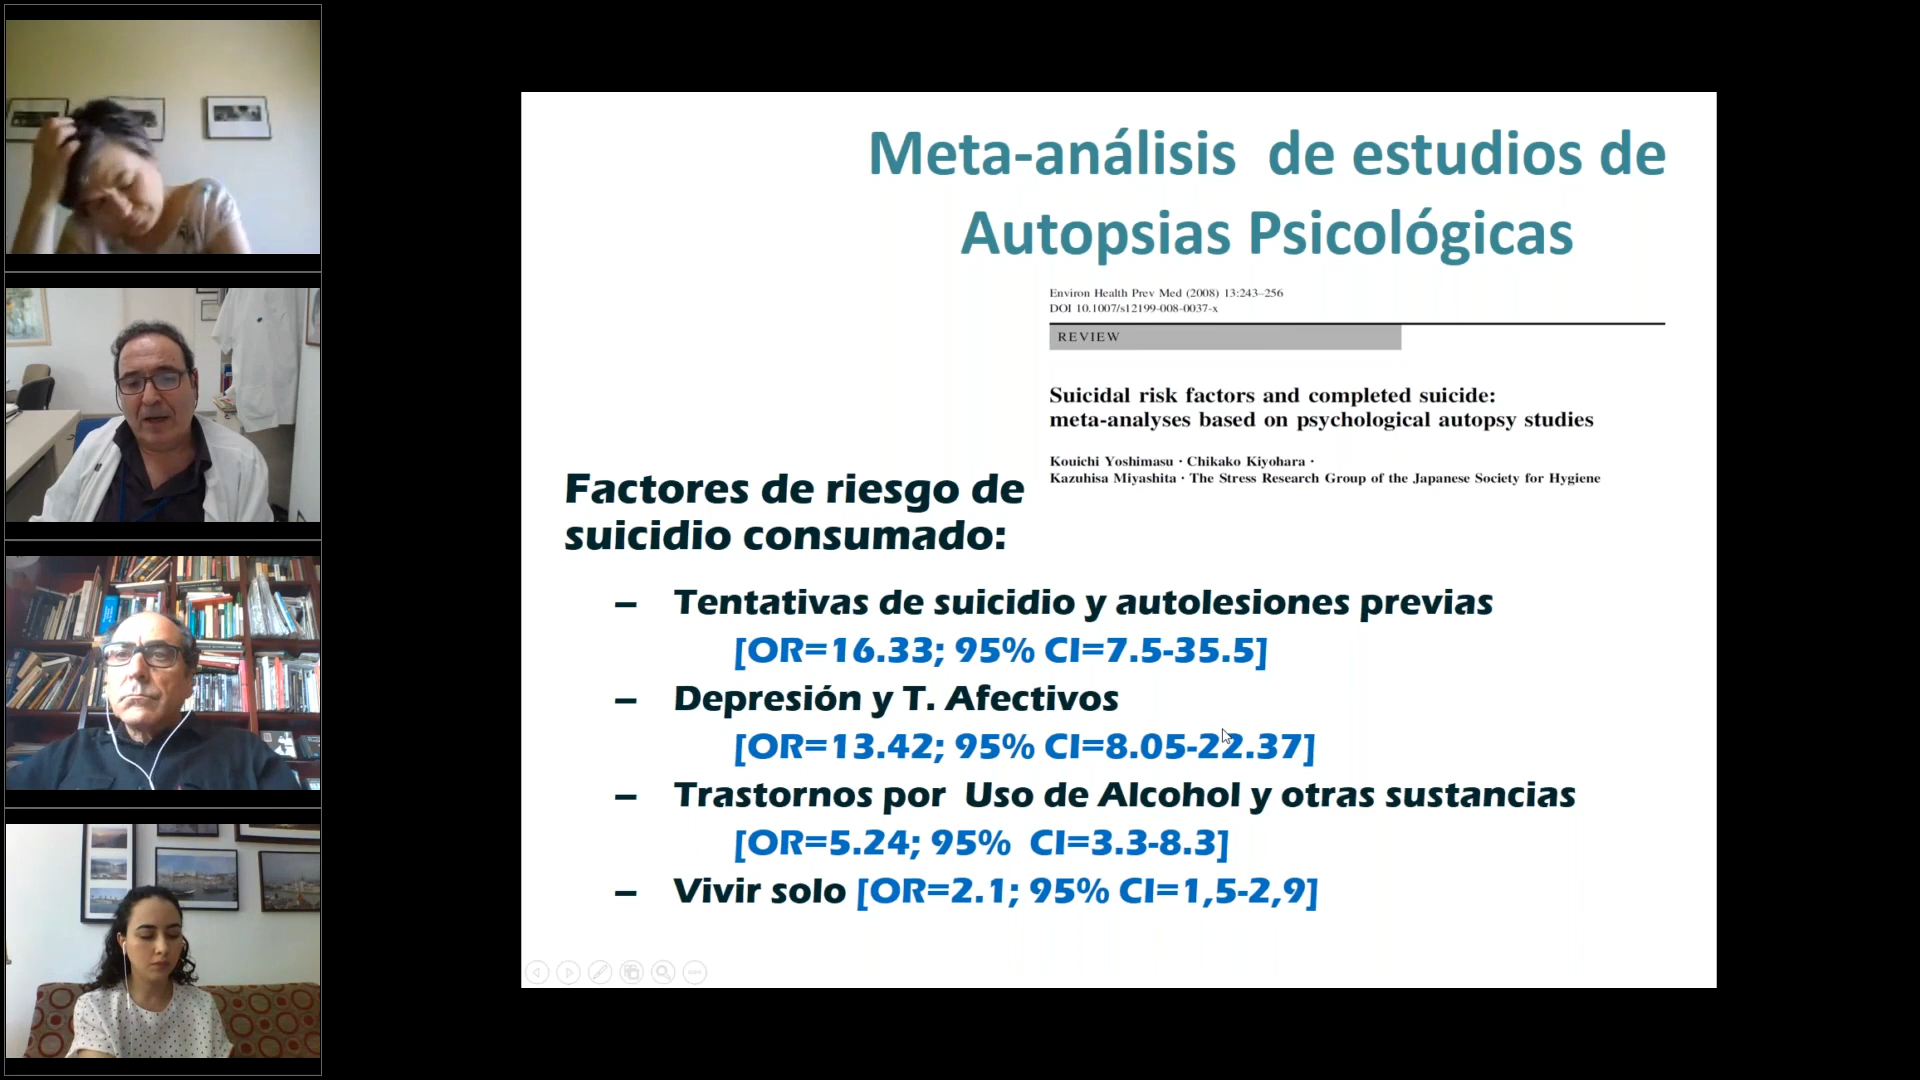 Meta-análisis  de estudios de
Autopsias Psicológicas
Environ Health Prev Med (2008) 13:243–256
DOI 10.1007/s12199-008-0037-x
REVIEW
Suicidal risk factors and completed suicide:
meta-analyses based on psychological autopsy studies
Kouichi Yoshimasu · Chikako Kiyohara ·
Kazuhisa Miyashita · The Stress Research Group of the Japanese Society for Hygiene
Factores de riesgo de
suicidio consumado:
– Tentativas de suicidio y autolesiones previas
[OR=16.33; 95% CI=7.5-35.5]
– Depresión y T. Afectivos
[OR=13.42; 95% CI=8.05-22.37]
– Trastornos por  Uso de Alcohol y otras sustancias
[OR=5.24; 95%  CI=3.3-8.3]
– Vivir solo [OR=2.1; 95% CI=1,5-2,9]